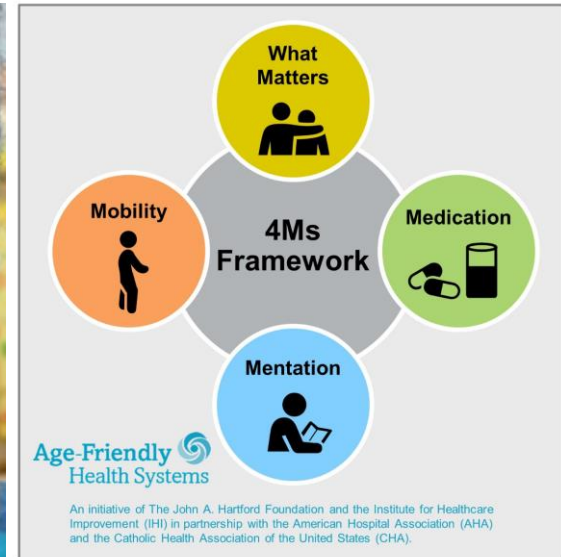 What
Matters
Mobility
4Ms
Framework
Medication
Mentation
Age-Friendly
Health Systems
An initiative of The John A. Hartford Foundation and the Institute for Healthcare
Improvement (IHI) in partnership with the American Hospital Association (AHA)
and the Catholic Health Association of the United States (CHA).